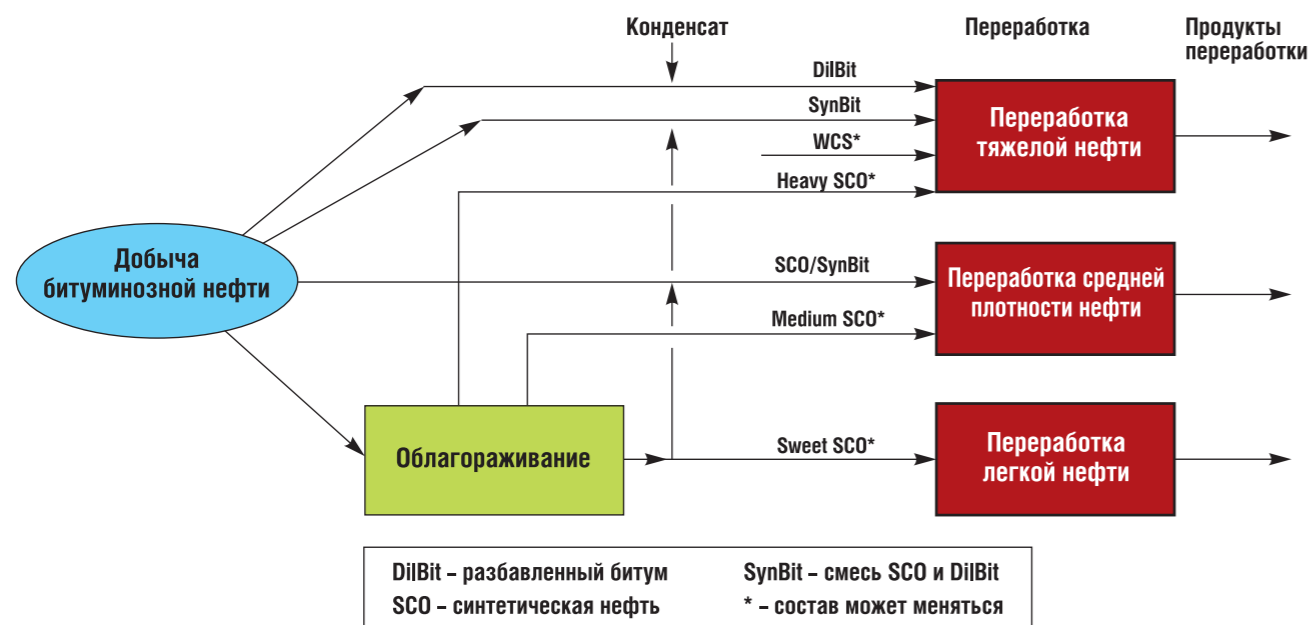 Конденсат
Переработка
Продукты
переработки
DilBit
SynBit
WCS*
Heavy SCO*
Переработка
тяжелой нефти
Добыча
битуминозной нефти
SCO/SynBit
Medium SCO*
Переработка средней
плотности нефти
Облагораживание
Sweet SCO*
Переработка
легкой нефти
DilBit – разбавленный битум
SynBit – смесь SCO и DilBit
SCO – синтетическая нефть
* – состав может меняться